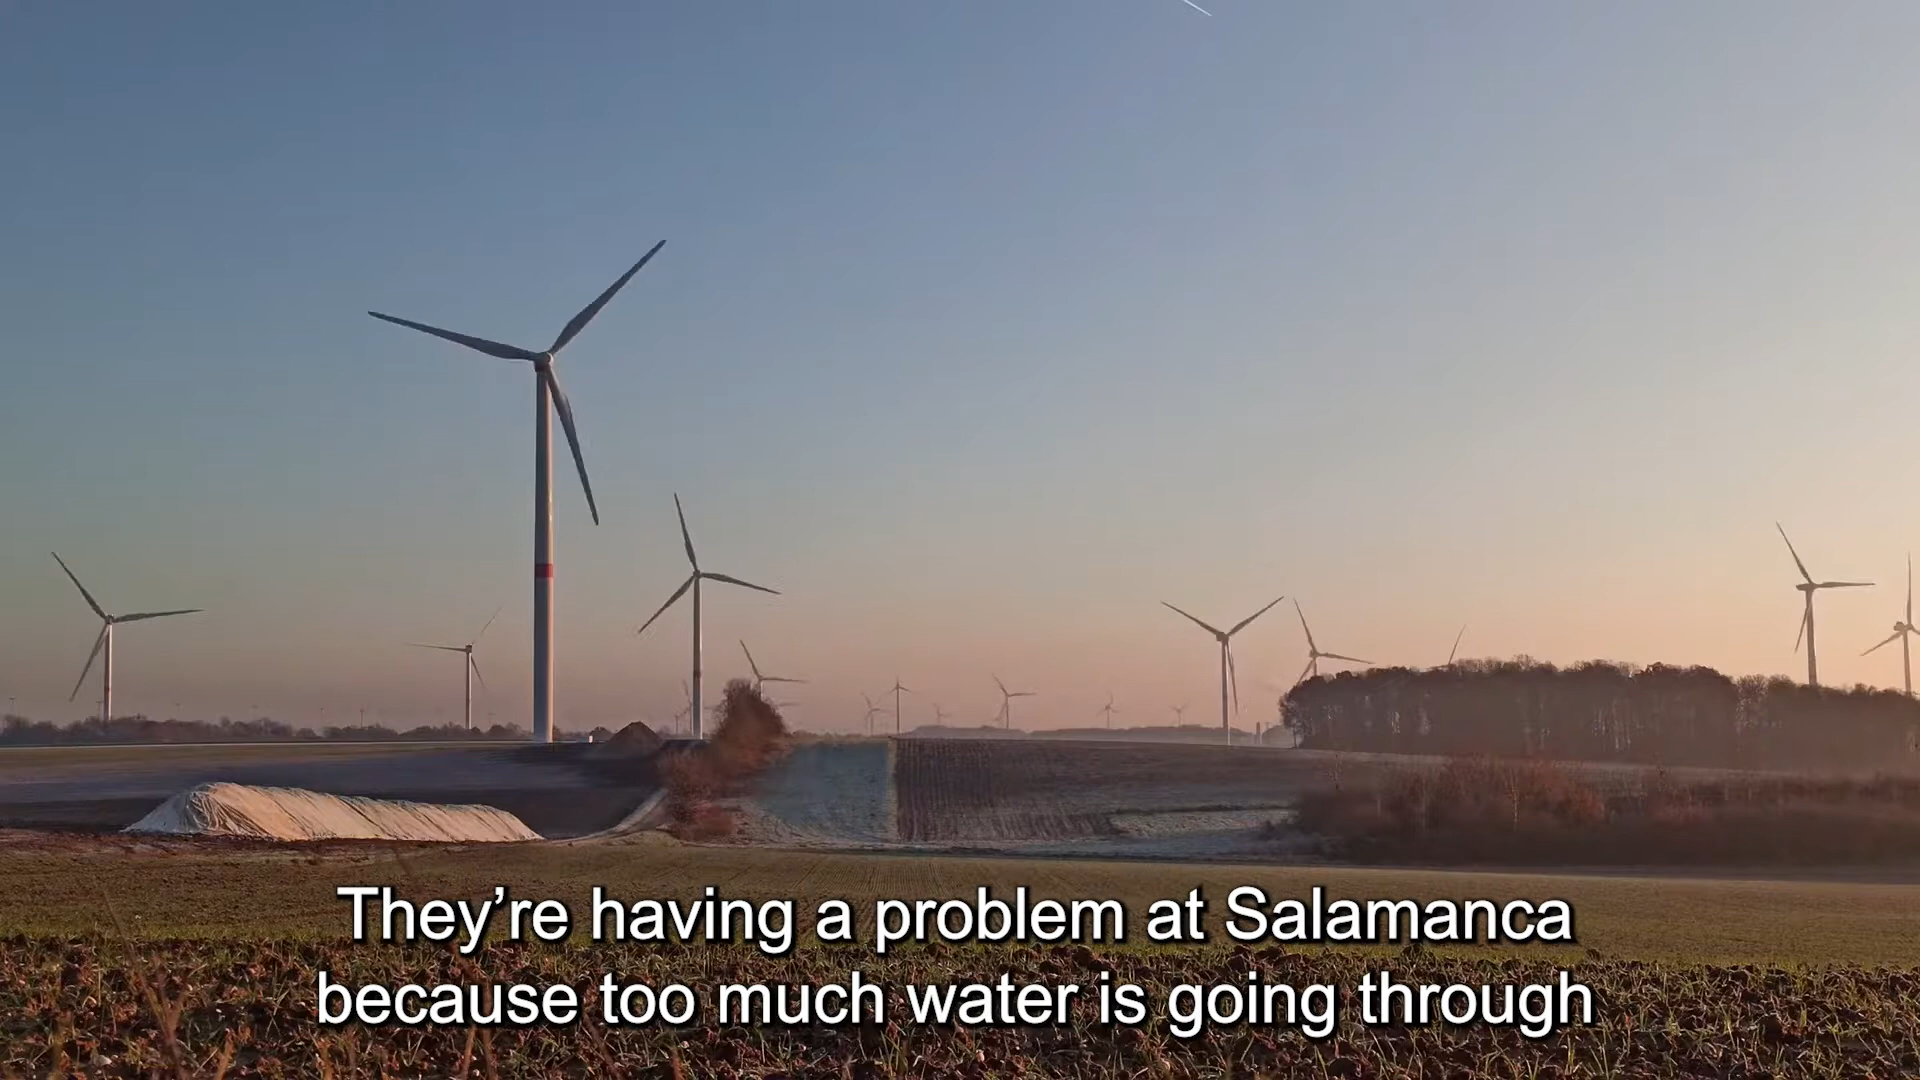 They’re having a problem at Salamanca
because too much water is going through